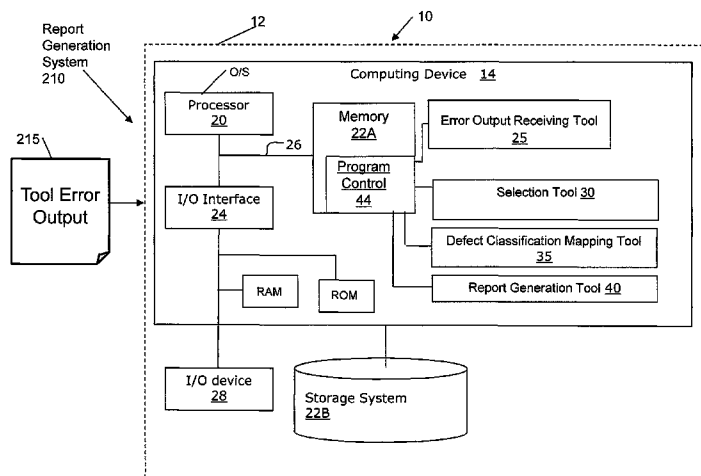 Report
Generation
System
210
12
10
O/S
Computing Device 14
Processor
20
Memory
22A
Error Output Receiving Tool
25
215
26
Program
Control
44
Tool Error
Output
I/O Interface
24
Selection Tool 30
Defect Classification Mapping Tool
35
RAM
ROM
Report Generation Tool 40
I/O device
28
Storage System
22B